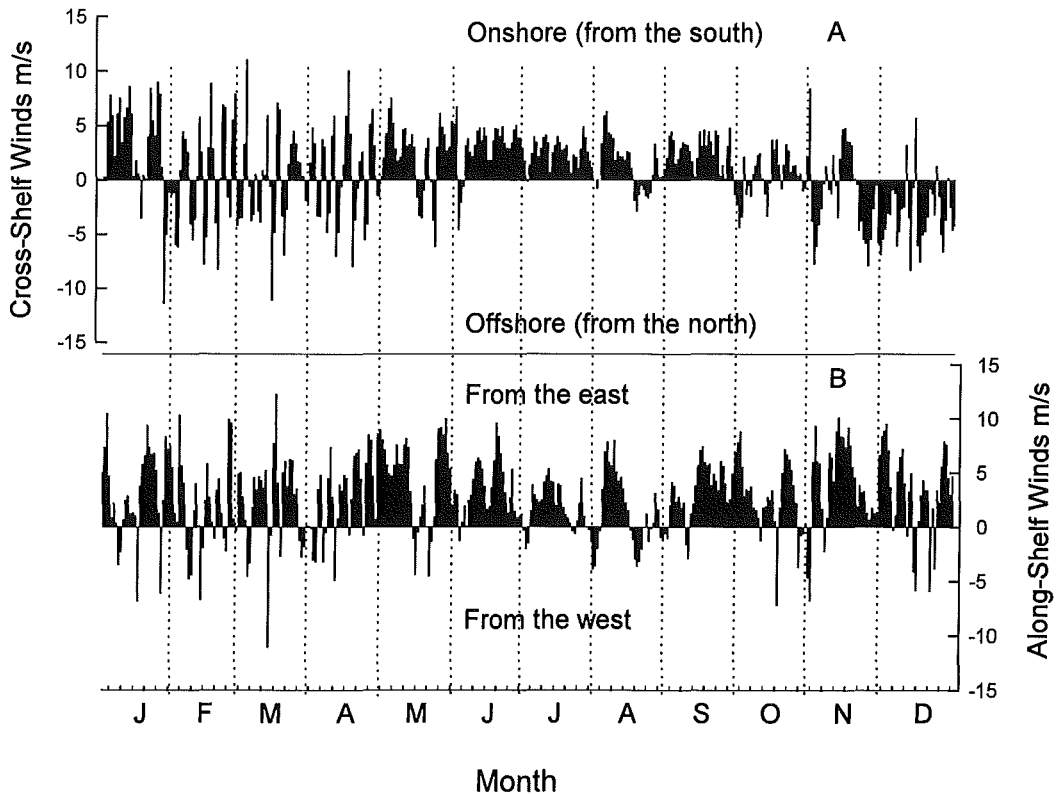 15
10
5
0
-5
-10
-15
Cross-Shelf Winds m/s
Onshore (from the south)
A
Offshore (from the north)
From the east
B
15
10
5
0
-5
-10
-15
Along-Shelf Winds m/s
From the west
J F M A M J J A S O N D
Month